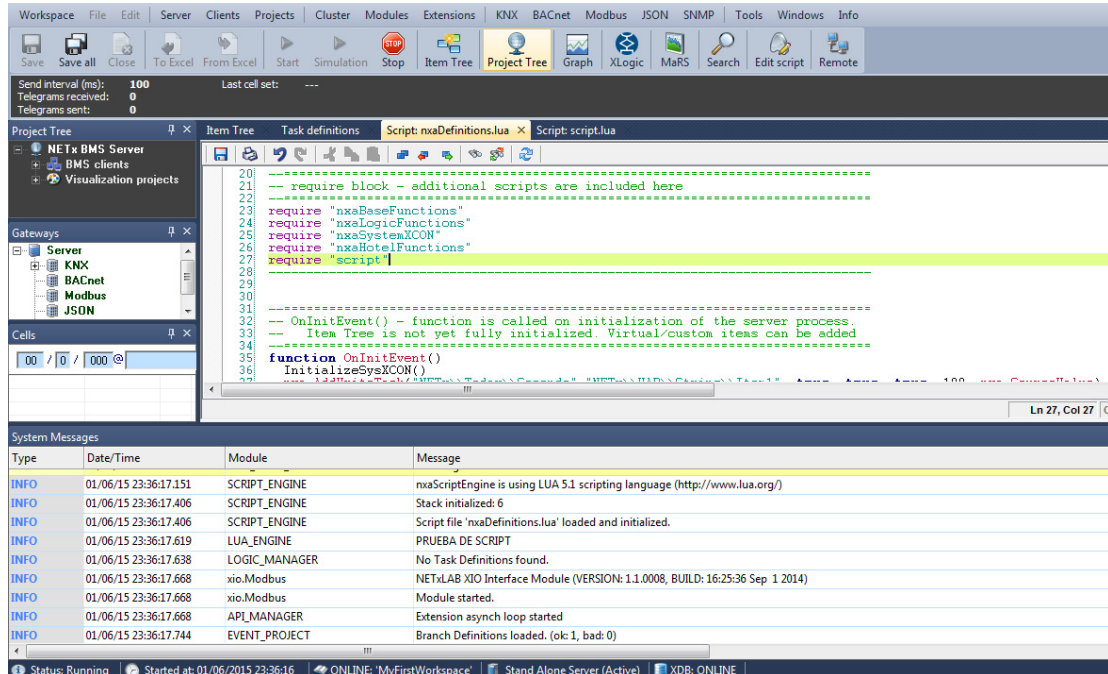 Workspace File Edit Server Clients Projects Cluster Modules Extensions KNX BACnet Modbus JSON SNMP Tools Windows Info
Save Save all Close To Excel From Excel Start Simulation Stop Item Tree Project Tree Graph XLogic MaRS Search Edit script Remote
Send interval (ms): 100 Last cell set: ---
Telegrams received: 0
Telegrams sent: 0
Project Tree
NETx BMS Server
BMS clients
Visualization projects
Gateways
Server
KNX
BACnet
Modbus
JSON
Cells
00 / 0 / 000 @
Item Tree Task definitions Script: nxaDefinitions.lua Script: script.lua
20 --=======================================================================
21 -- require block - additional scripts are included here
22 --=======================================================================
23 require "nxaBaseFunctions"
24 require "nxaLogicFunctions"
25 require "nxaSystemXCON"
26 require "nxaHotelFunctions"
27 require "script"
28 -------------------------------------------------------------------------
29
30
31 --=======================================================================
32 -- OnInitEvent() - function is called on initialization of the server process.
33 -- Item Tree is not yet fully initialized. Virtual/custom items can be added
34 --=======================================================================
35 function OnInitEvent()
36 InitializeSysXCON()
Ln 27, Col 27
System Messages
Type Date/Time Module Message
INFO 01/06/15 23:36:17.151 SCRIPT_ENGINE nxaScriptEngine is using LUA 5.1 scripting language (http://www.lua.org/)
INFO 01/06/15 23:36:17.406 SCRIPT_ENGINE Stack initialized: 6
INFO 01/06/15 23:36:17.406 SCRIPT_ENGINE Script file 'nxaDefinitions.lua' loaded and initialized.
INFO 01/06/15 23:36:17.619 LUA_ENGINE PRUEBA DE SCRIPT
INFO 01/06/15 23:36:17.638 LOGIC_MANAGER No Task Definitions found.
INFO 01/06/15 23:36:17.668 xio.Modbus NETxLAB XIO Interface Module (VERSION: 1.1.0008, BUILD: 16:25:36 Sep 1 2014)
INFO 01/06/15 23:36:17.668 xio.Modbus Module started.
INFO 01/06/15 23:36:17.668 API_MANAGER Extension asynch loop started
INFO 01/06/15 23:36:17.744 EVENT_PROJECT Branch Definitions loaded. (ok: 1, bad: 0)
Status: Running Started at: 01/06/2015 23:36:16 ONLINE: 'MyFirstWorkspace' Stand Alone Server (Active) XDB: ONLINE